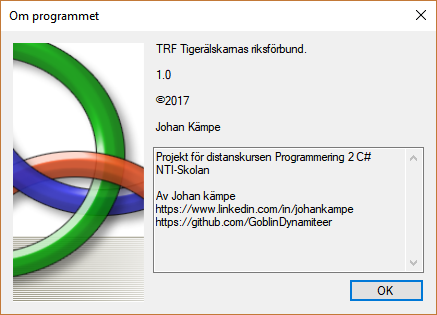 Om programmet
TRF Tigerälskarnas riksförbund.
1.0
©2017
Johan Kämpe
Projekt för distanskursen Programmering 2 C#
NTI-Skolan
Av Johan kämpe
https://www.linkedin.com/in/johankampe
https://github.com/GoblinDynamiteer
OK